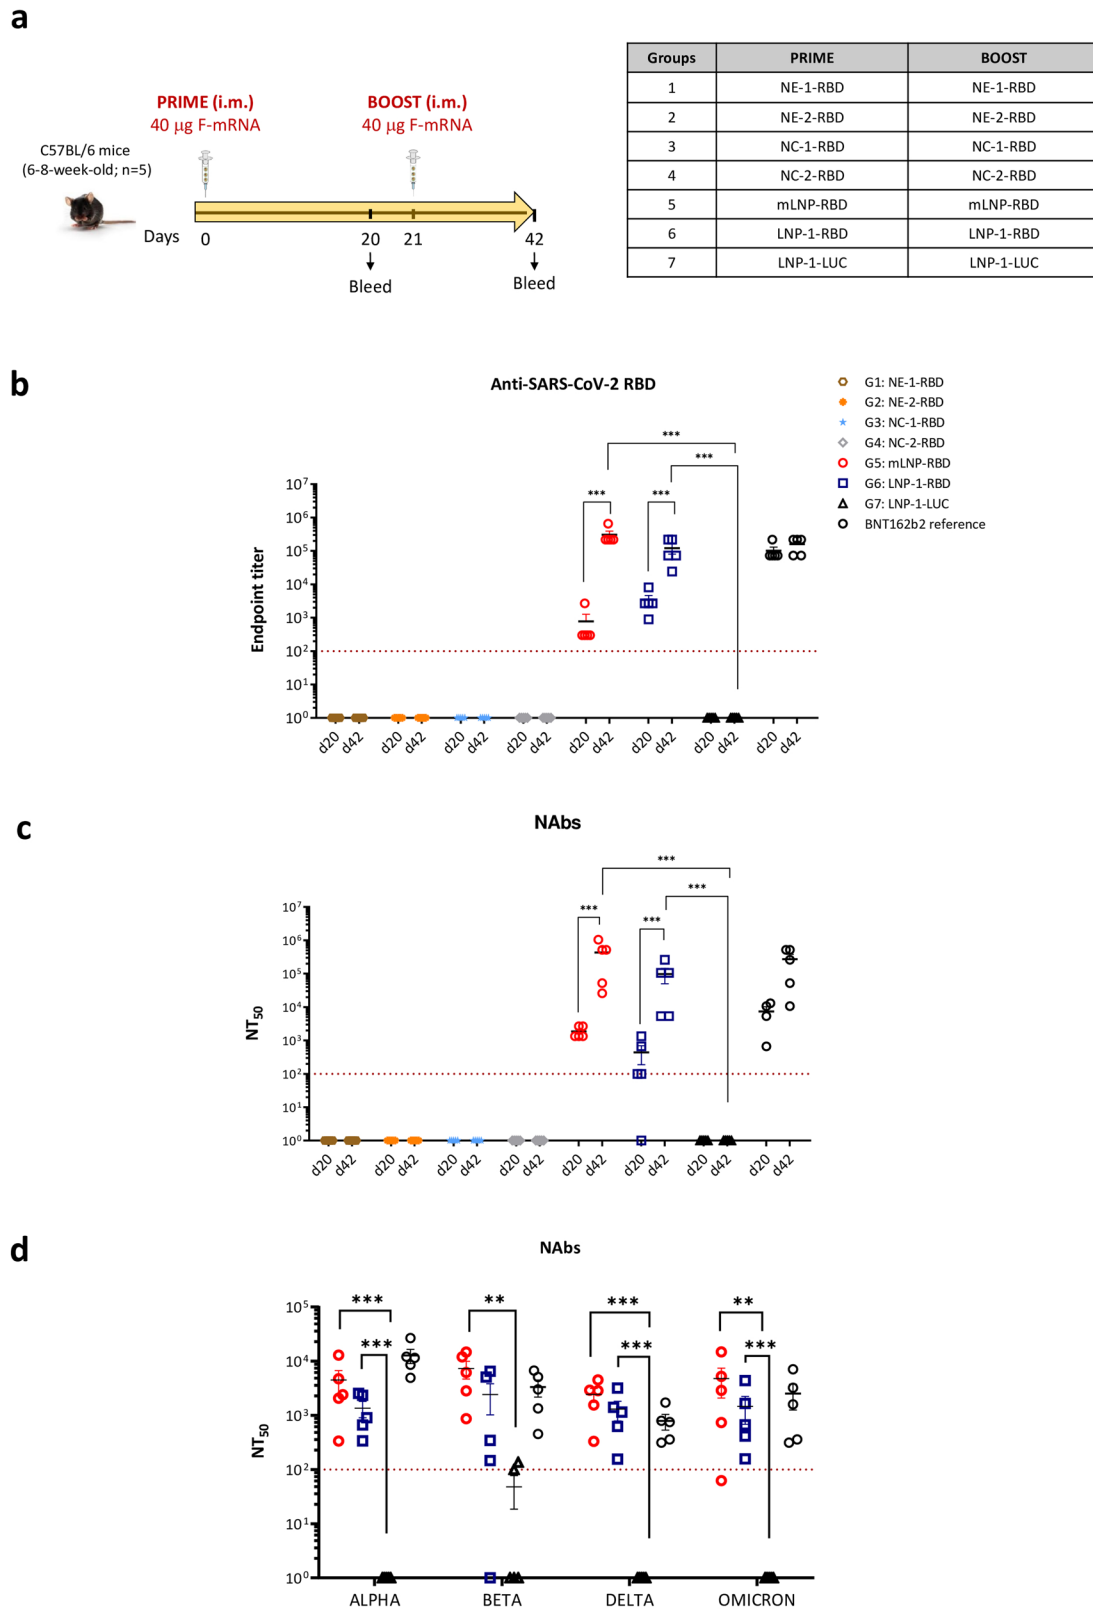 a
PRIME (i.m.)
40 µg F-mRNA
BOOST (i.m.)
40 µg F-mRNA
C57BL/6 mice
(6-8-week-old; n=5)
Days 0 20 21 42
Bleed
Bleed
Groups PRIME BOOST
1 NE-1-RBD NE-1-RBD
2 NE-2-RBD NE-2-RBD
3 NC-1-RBD NC-1-RBD
4 NC-2-RBD NC-2-RBD
5 mLNP-RBD mLNP-RBD
6 LNP-1-RBD LNP-1-RBD
7 LNP-1-LUC LNP-1-LUC
b
Anti-SARS-CoV-2 RBD
G1: NE-1-RBD
G2: NE-2-RBD
G3: NC-1-RBD
G4: NC-2-RBD
G5: mLNP-RBD
G6: LNP-1-RBD
G7: LNP-1-LUC
BNT162b2 reference
***
***
*** ***
Endpoint titer
10⁷
10⁶
10⁵
10⁴
10³
10²
10¹
10⁰
d20 d42 d20 d42 d20 d42 d20 d42 d20 d42 d20 d42 d20 d42 d20 d42
c
NAbs
***
***
*** ***
NT₅₀
10⁷
10⁶
10⁵
10⁴
10³
10²
10¹
10⁰
d20 d42 d20 d42 d20 d42 d20 d42 d20 d42 d20 d42 d20 d42 d20 d42
d
NAbs
*** ** *** **
*** *** ***
NT₅₀
10⁵
10⁴
10³
10²
10¹
10⁰
ALPHA BETA DELTA OMICRON